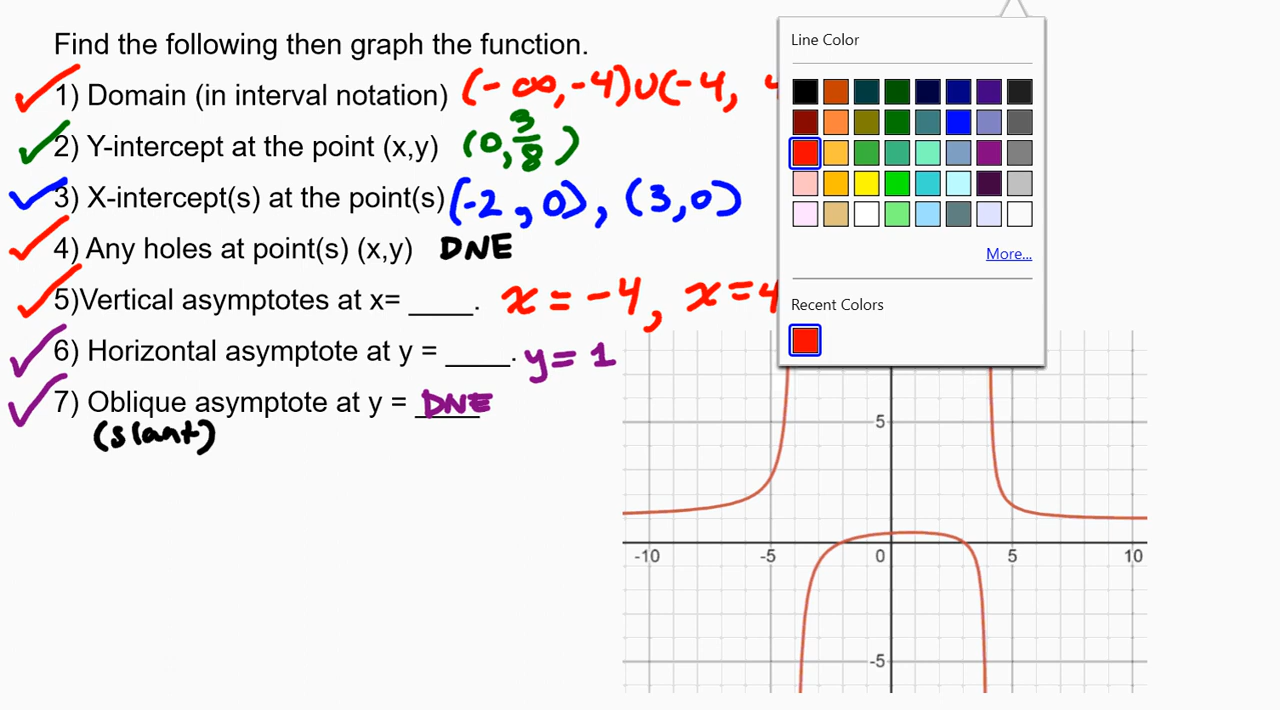 Find the following then graph the function.
1) Domain (in interval notation) (-∞,-4)∪(-4,
2) Y-intercept at the point (x,y) (0, 3/8)
3) X-intercept(s) at the point(s) (-2,0), (3,0)
4) Any holes at point(s) (x,y) DNE
5)Vertical asymptotes at x= ____. x = -4, x=4
6) Horizontal asymptote at y = ____. y = 1
7) Oblique asymptote at y = DNE
(slant)
Line Color
More...
Recent Colors
5
-10 -5 0 5 10
-5